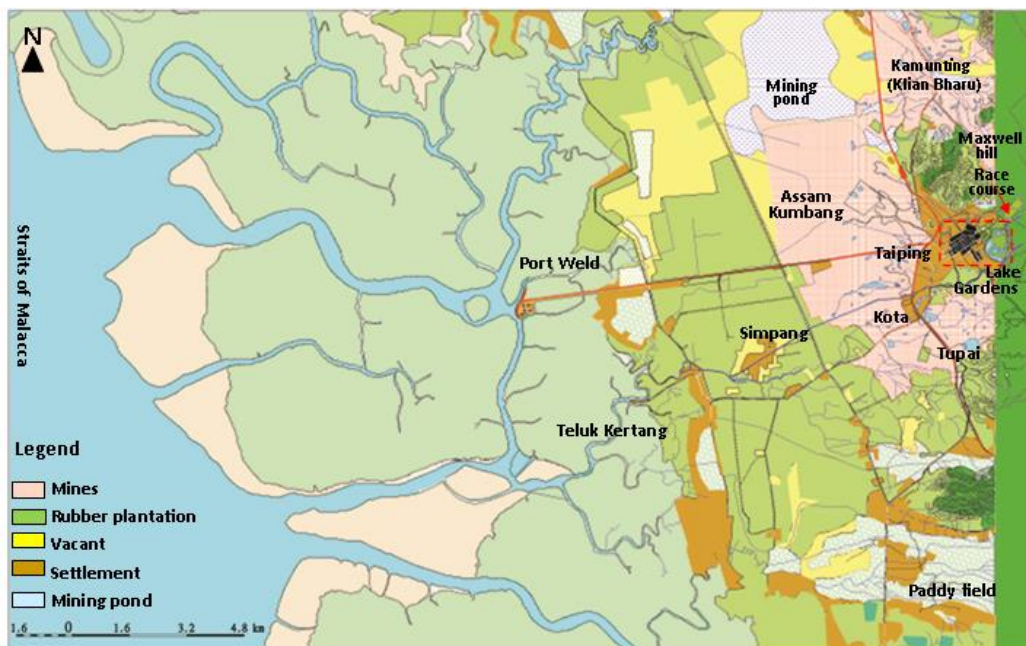 N
Kamunting
(Klian Bharu)
Mining
pond
Maxwell
hill
Race
course
Assam
Kumbang
Straits of Malacca
Port Weld
Taiping
Lake
Gardens
Kota
Simpang
Tupai
Teluk Kertang
Legend
Mines
Rubber plantation
Vacant
Settlement
Mining pond
Paddy field
1.6 0 1.6 3.2 4.8 km